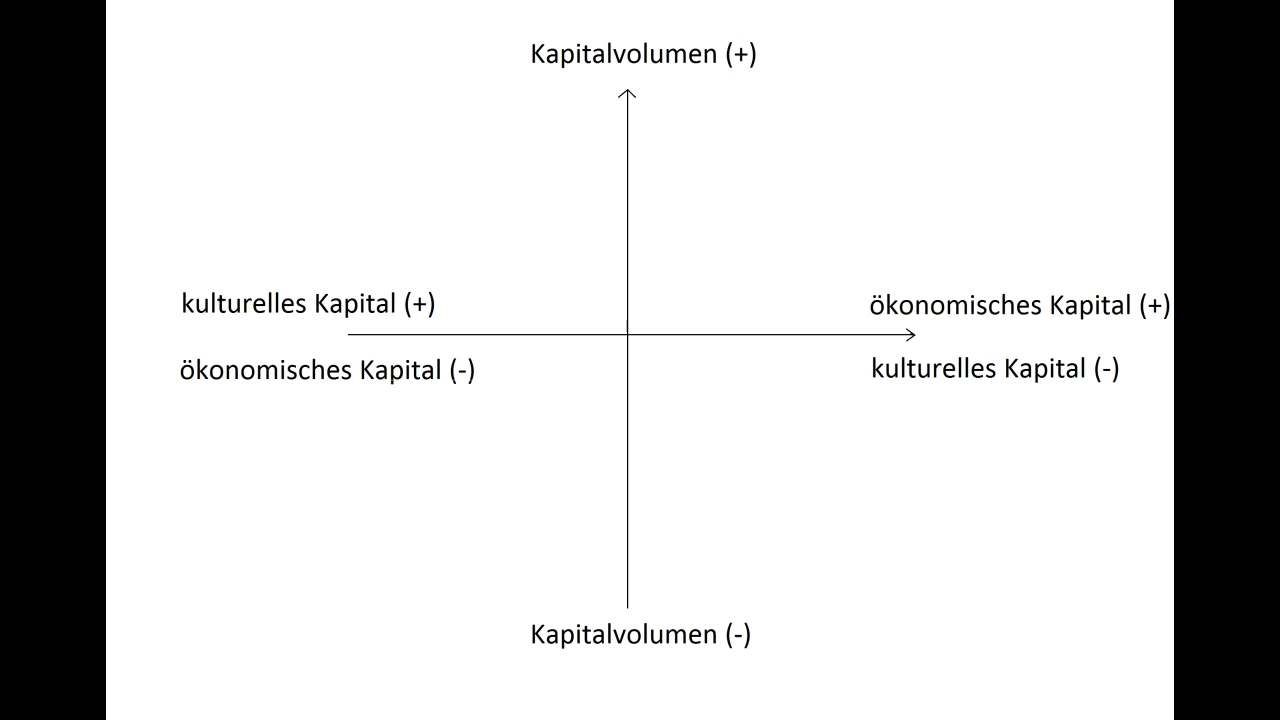 Kapitalvolumen (+)
kulturelles Kapital (+)
ökonomisches Kapital (+)
ökonomisches Kapital (-)
kulturelles Kapital (-)
Kapitalvolumen (-)